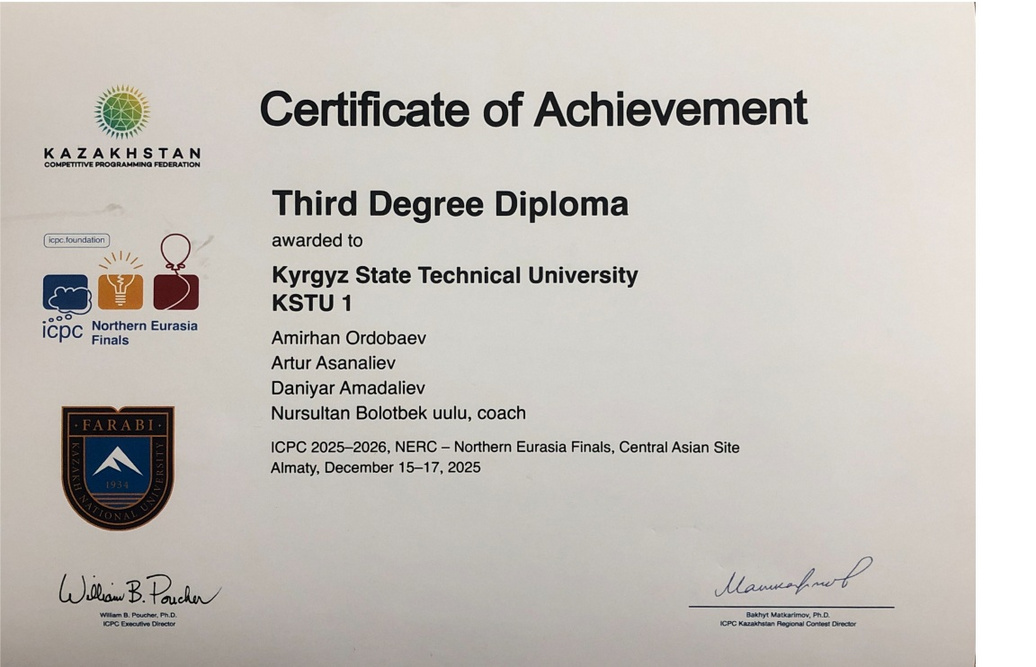 Certificate of Achievement
KAZAKHSTAN
COMPETITIVE PROGRAMMING FEDERATION
Third Degree Diploma
awarded to
Kyrgyz State Technical University
KSTU 1
Amirhan Ordobaev
Artur Asanaliev
Daniyar Amadaliev
Nursultan Bolotbek uulu, coach
ICPC 2025–2026, NERC – Northern Eurasia Finals, Central Asian Site
Almaty, December 15–17, 2025
icpc.foundation
icpc Northern Eurasia
Finals
FARABI
KAZAKH NATIONAL UNIVERSITY
1934
William B. Poucher
William B. Poucher, Ph.D.
ICPC Executive Director
Bakhyt Matkarimov, Ph.D.
ICPC Kazakhstan Regional Contest Director